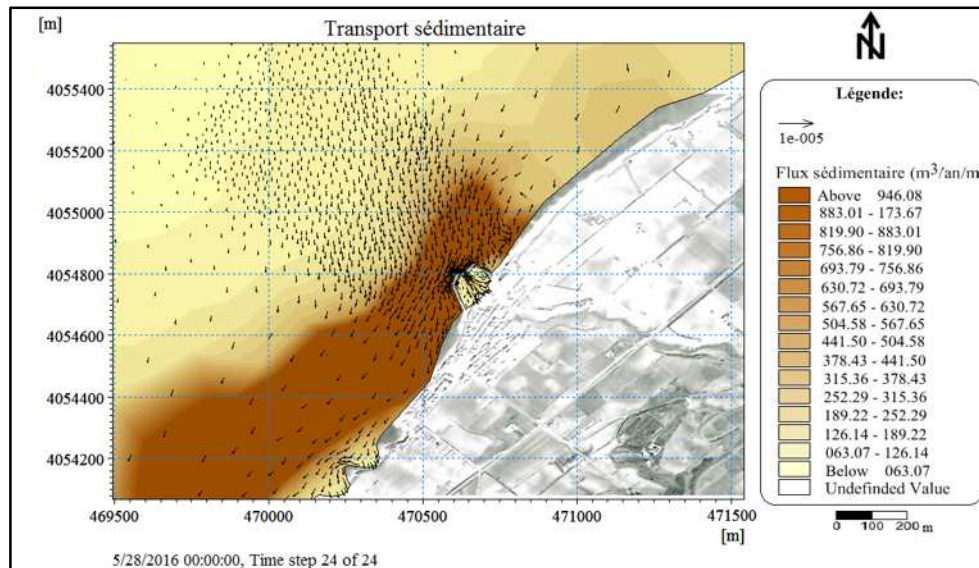 [m]
Transport sédimentaire
4055400
4055200
4055000
4054800
4054600
4054400
4054200
469500
470000
470500
471000
471500
[m]
5/28/2016 00:00:00, Time step 24 of 24
N
Légende:
1e-005
Flux sédimentaire (m³/an/m)
Above 946.08
883.01 - 173.67
819.90 - 883.01
756.86 - 819.90
693.79 - 756.86
630.72 - 693.79
567.65 - 630.72
504.58 - 567.65
441.50 - 504.58
378.43 - 441.50
315.36 - 378.43
252.29 - 315.36
189.22 - 252.29
126.14 - 189.22
063.07 - 126.14
Below 063.07
Undefinded Value
0 100 200 m